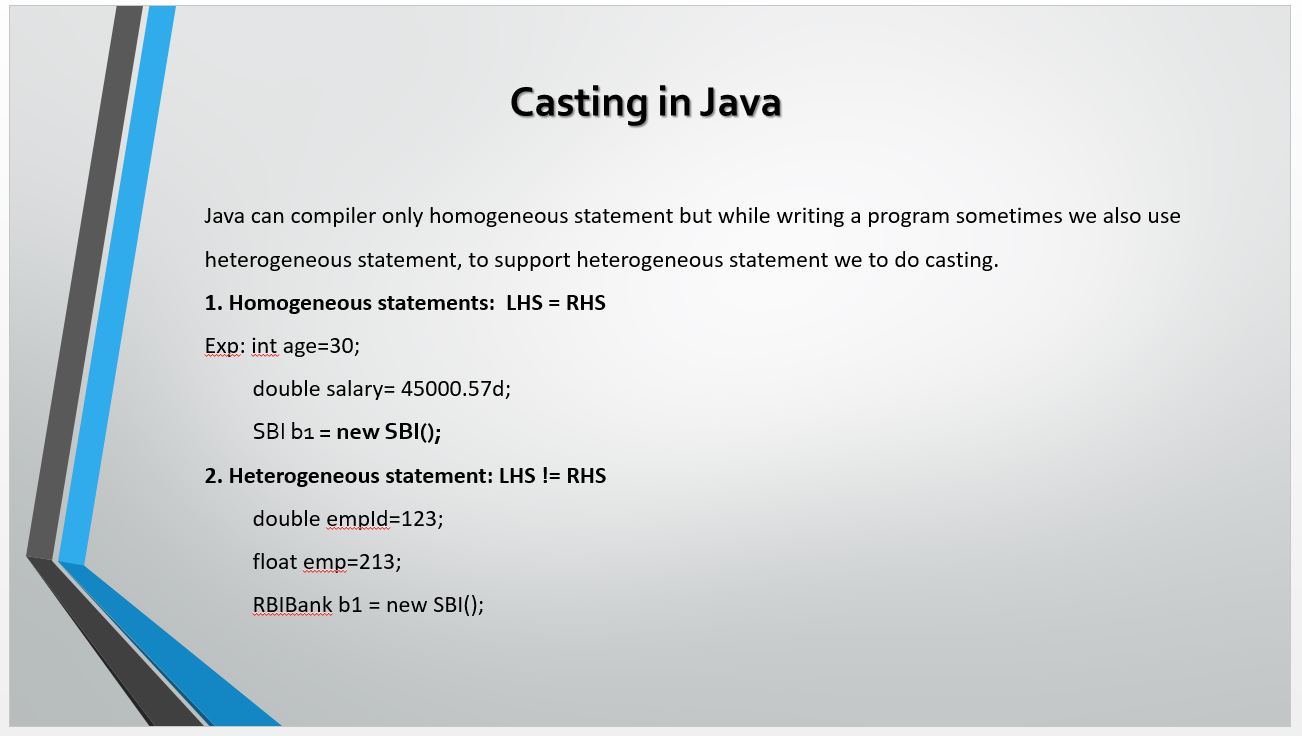 Casting in Java
Java can compiler only homogeneous statement but while writing a program sometimes we also use
heterogeneous statement, to support heterogeneous statement we to do casting.
1. Homogeneous statements:  LHS = RHS
Exp: int age=30;
double salary= 45000.57d;
SBI b1 = new SBI();
2. Heterogeneous statement: LHS != RHS
double empId=123;
float emp=213;
RBIBank b1 = new SBI();